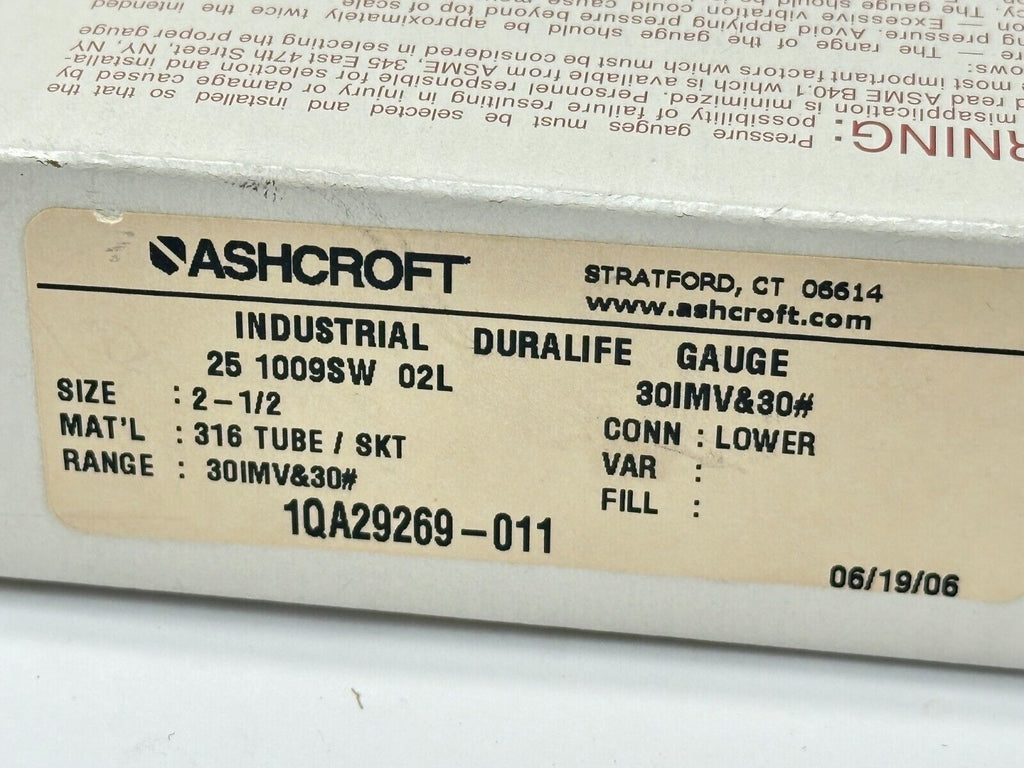 WARNING: Pressure gauges must be selected and installed so that the
possibility of failure resulting in injury or damage caused by
misapplication is minimized. Personnel responsible for selection and installa-
read ASME B40.1 available from ASME, 345 East 47th Street, NY, NY
most important factors which must be considered in selecting the proper gauge
ows:
re — The range of the gauge should be approximately twice the intended
ng pressure. Avoid applying pressure beyond top of scale
ASHCROFT
STRATFORD, CT 06614
www.ashcroft.com
INDUSTRIAL DURALIFE GAUGE
25 1009SW 02L 30IMV&30#
SIZE : 2-1/2
CONN : LOWER
MAT'L : 316 TUBE / SKT
VAR :
RANGE : 30IMV&30#
FILL :
1QA29269-011
06/19/06